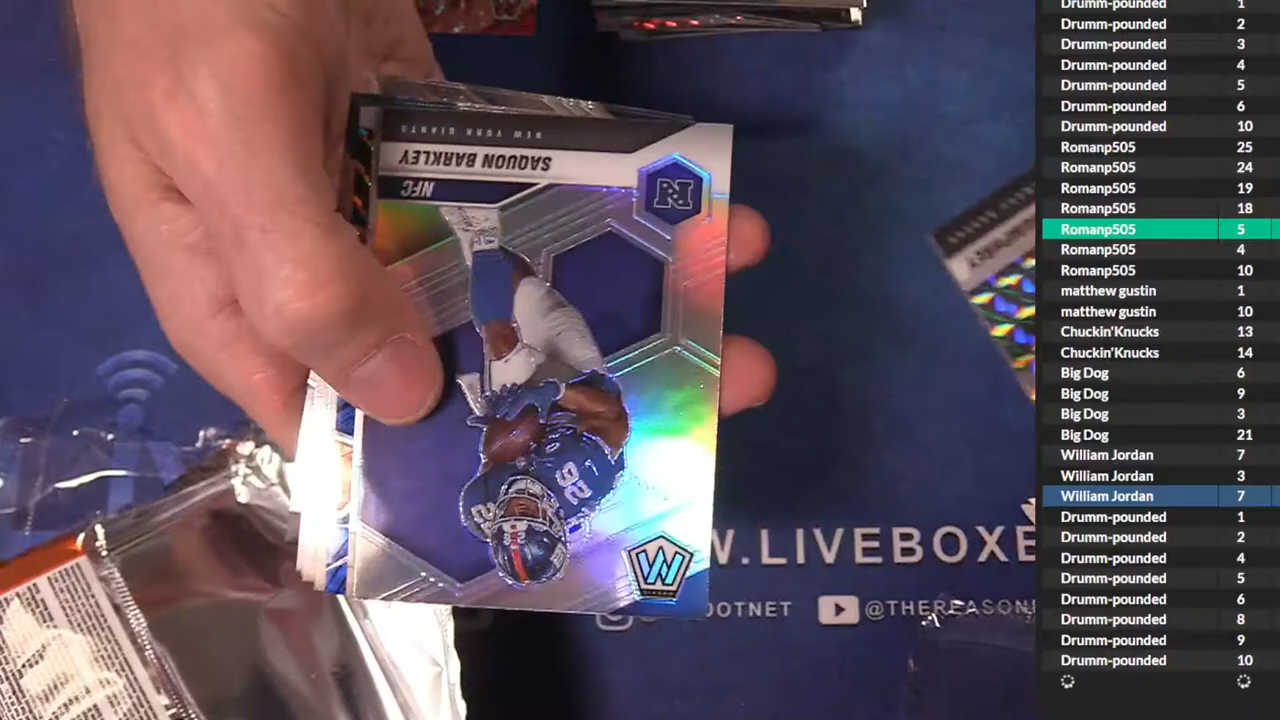 NEW YORK GIANTS
SAQUON BARKLEY
NFC
N
26
W
MOSAIC
W.LIVEBOXE
OOTNET
@THEREASON
Drumm-pounded 1
Drumm-pounded 2
Drumm-pounded 3
Drumm-pounded 4
Drumm-pounded 5
Drumm-pounded 6
Drumm-pounded 10
Romanp505 25
Romanp505 24
Romanp505 19
Romanp505 18
Romanp505 5
Romanp505 4
Romanp505 10
matthew gustin 1
matthew gustin 10
Chuckin'Knucks 13
Chuckin'Knucks 14
Big Dog 6
Big Dog 9
Big Dog 3
Big Dog 21
William Jordan 7
William Jordan 3
William Jordan 7
Drumm-pounded 1
Drumm-pounded 2
Drumm-pounded 4
Drumm-pounded 5
Drumm-pounded 6
Drumm-pounded 8
Drumm-pounded 9
Drumm-pounded 10